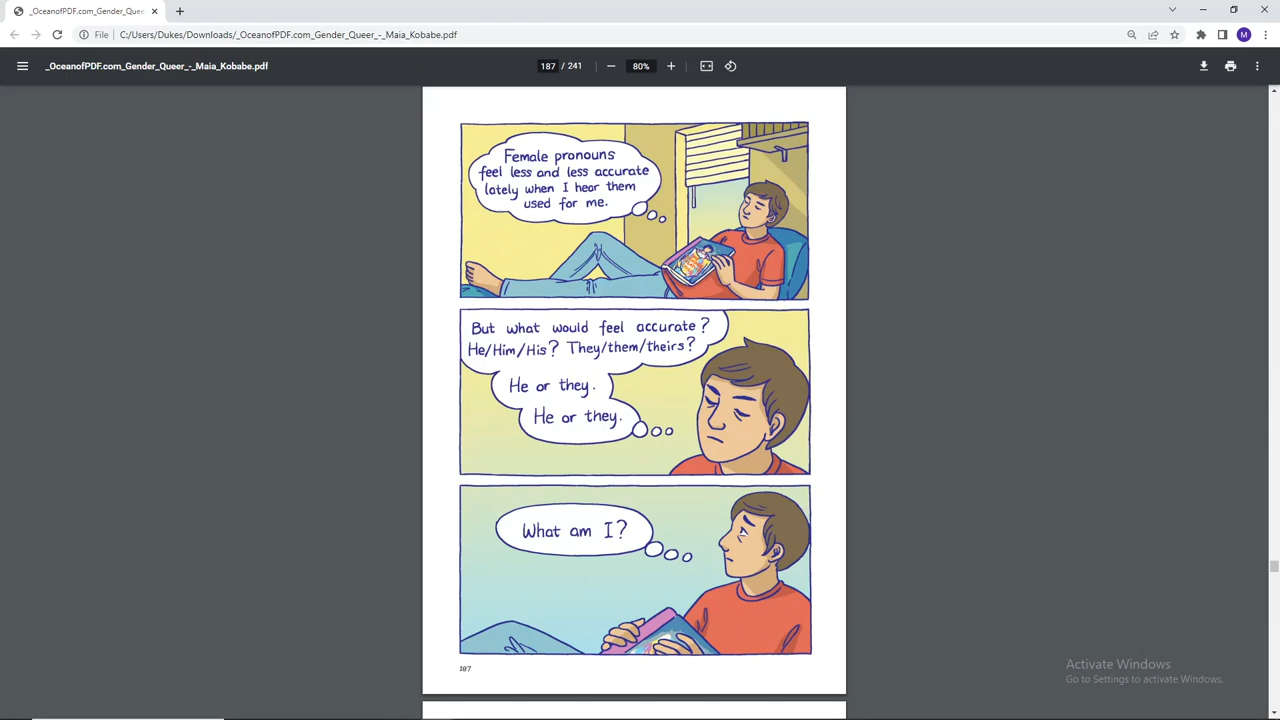 _OceanofPDF.com_Gender_Quee
File
C:/Users/Dukes/Downloads/_OceanofPDF.com_Gender_Queer_-_Maia_Kobabe.pdf
M
_OceanofPDF.com_Gender_Queer_-_Maia_Kobabe.pdf
187 / 241
80%
Female pronouns
feel less and less accurate
lately when I hear them
used for me.
But what would feel accurate?
He/Him/His? They/them/theirs?
He or they.
He or they.
What am I?
187
Activate Windows
Go to Settings to activate Windows.